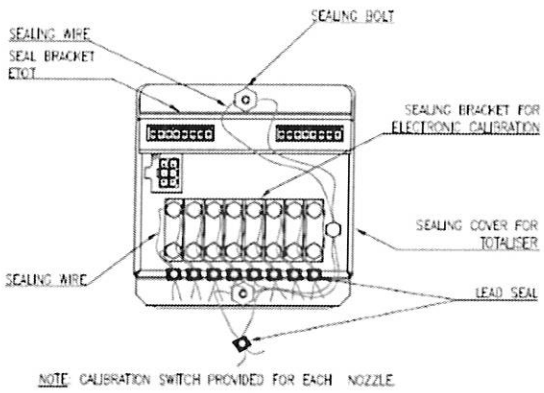 SEALING BOLT
SEALING WIRE
SEAL BRACKET
ETOT
SEALING BRACKET FOR
ELECTRONIC CALIBRATION
SEALING COVER FOR
TOTALISER
SEALING WIRE
LEAD SEAL
NOTE: CALIBRATION SWITCH PROVIDED FOR EACH NOZZLE.